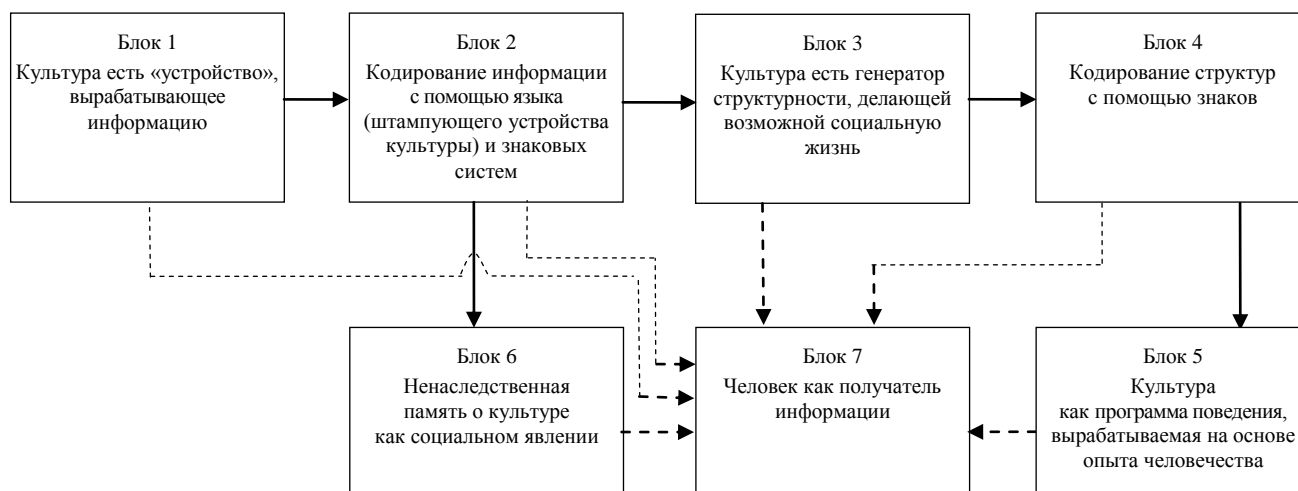 Блок 1
Культура есть «устройство»,
вырабатывающее
информацию
Блок 2
Кодирование информации
с помощью языка
(штампующего устройства
культуры) и знаковых
систем
Блок 3
Культура есть генератор
структурности, делающей
возможной социальную
жизнь
Блок 4
Кодирование структур
с помощью знаков
Блок 6
Ненаследственная
память о культуре
как социальном явлении
Блок 7
Человек как получатель
информации
Блок 5
Культура
как программа поведения,
вырабатываемая на основе
опыта человечества